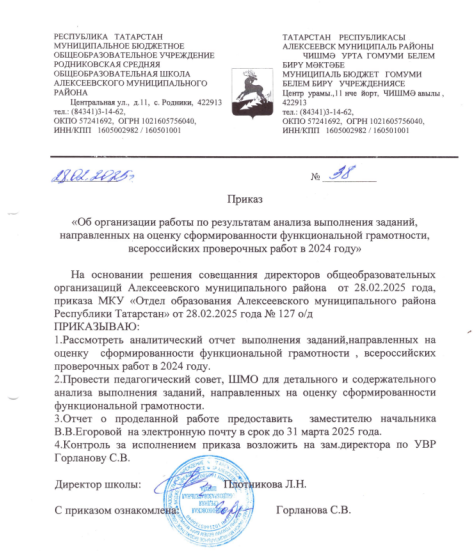 РЕСПУБЛИКА ТАТАРСТАН
МУНИЦИПАЛЬНОЕ БЮДЖЕТНОЕ
ОБЩЕОБРАЗОВАТЕЛЬНОЕ УЧРЕЖДЕНИЕ
РОДНИКОВСКАЯ СРЕДНЯЯ
ОБЩЕОБРАЗОВАТЕЛЬНАЯ ШКОЛА
АЛЕКСЕЕВСКОГО МУНИЦИПАЛЬНОГО
РАЙОНА
Центральная ул., д.11, с. Родники, 422913
тел.: (84341)3-14-62,
ОКПО 57241692, ОГРН 1021605756040,
ИНН/КПП 1605002982 / 160501001
ТАТАРСТАН РЕСПУБЛИКАСЫ
АЛЕКСЕЕВСК МУНИЦИПАЛЬ РАЙОНЫ
ЧИШМӘ УРТА ГОМУМИ БЕЛЕМ
БИРҮ МӘКТӘБЕ
МУНИЦИПАЛЬ БЮДЖЕТ ГОМУМИ
БЕЛЕМ БИРҮ УЧРЕЖДЕНИЯСЕ
Центр урамы.,11 нче йорт, ЧИШМӘ авылы ,
422913
тел.: (84341)3-14-62,
ОКПО 57241692, ОГРН 1021605756040,
ИНН/КПП 1605002982 / 160501001
№ 38
Приказ
«Об организации работы по результатам анализа выполнения заданий,
направленных на оценку сформированности функциональной грамотности,
всероссийских проверочных работ в 2024 году»
На основании решения совещанния директоров общеобразовательных
организацицй Алексеевского муниципального района от 28.02.2025 года,
приказа МКУ «Отдел образования Алексеевского муниципального района
Республики Татарстан» от 28.02.2025 года № 127 о/д
ПРИКАЗЫВАЮ:
1.Рассмотреть аналитический отчет выполнения заданий,направленных на
оценку сформированности функциональной грамотности , всероссийских
проверочных работ в 2024 году.
2.Провести педагогический совет, ШМО для детального и содержательного
анализа выполнения заданий, направленных на оценку сформированности
функциональной грамотности.
3.Отчет о проделанной работе предоставить заместителю начальника
В.В.Егоровой на электронную почту в срок до 31 марта 2025 года.
4.Контроль за исполнением приказа возложить на зам.директора по УВР
Горланову С.В.
Директор школы: Плотникова Л.Н.
С приказом ознакомлена: Горланова С.В.